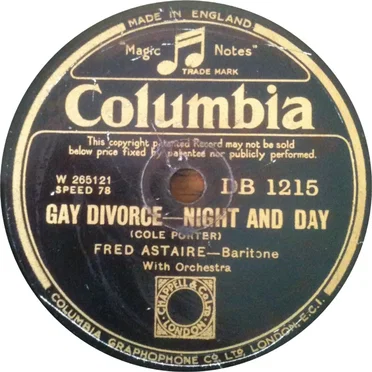 MADE IN ENGLAND
"Magic Notes"
TRADE MARK
Columbia
This copyright patented Record may not be sold
below price fixed by patentee nor publicly performed.
W 265121
SPEED 78
DB 1215
GAY DIVORCE—NIGHT AND DAY
(COLE PORTER)
FRED ASTAIRE—Baritone
With Orchestra
CHAPPELL & Co Ltd
LONDON
COLUMBIA GRAPHOPHONE Co. LTD. LONDON. E.C.1.